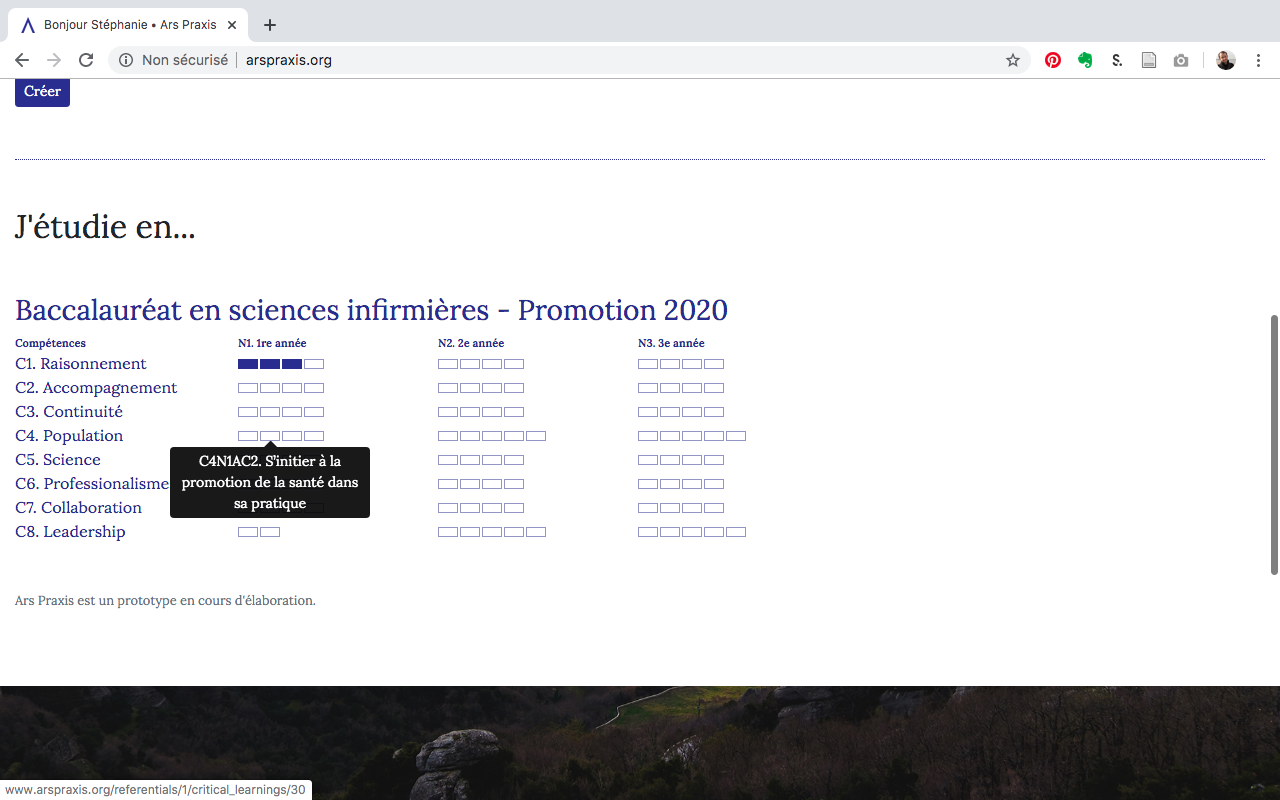 Bonjour Stéphanie • Ars Praxis
Non sécurisé
arspraxis.org
S.
Créer
J'étudie en...
Baccalauréat en sciences infirmières - Promotion 2020
Compétences N1. 1re année N2. 2e année N3. 3e année
C1. Raisonnement
C2. Accompagnement
C3. Continuité
C4. Population
C5. Science
C6. Professionalisme
C7. Collaboration
C8. Leadership
C4N1AC2. S'initier à la
promotion de la santé dans
sa pratique
Ars Praxis est un prototype en cours d'élaboration.
www.arspraxis.org/referentials/1/critical_learnings/30